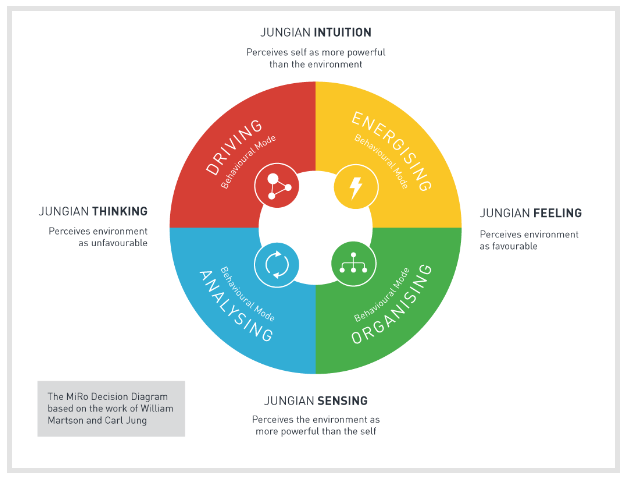 JUNGIAN INTUITION
Perceives self as more powerful
than the environment
DRIVING
Behavioural Mode
ENERGISING
Behavioural Mode
JUNGIAN THINKING
Perceives environment
as unfavourable
JUNGIAN FEELING
Perceives environment
as favourable
ANALYSING
Behavioural Mode
ORGANISING
Behavioural Mode
JUNGIAN SENSING
Perceives the environment as
more powerful than the self
The MiRo Decision Diagram
based on the work of William
Martson and Carl Jung